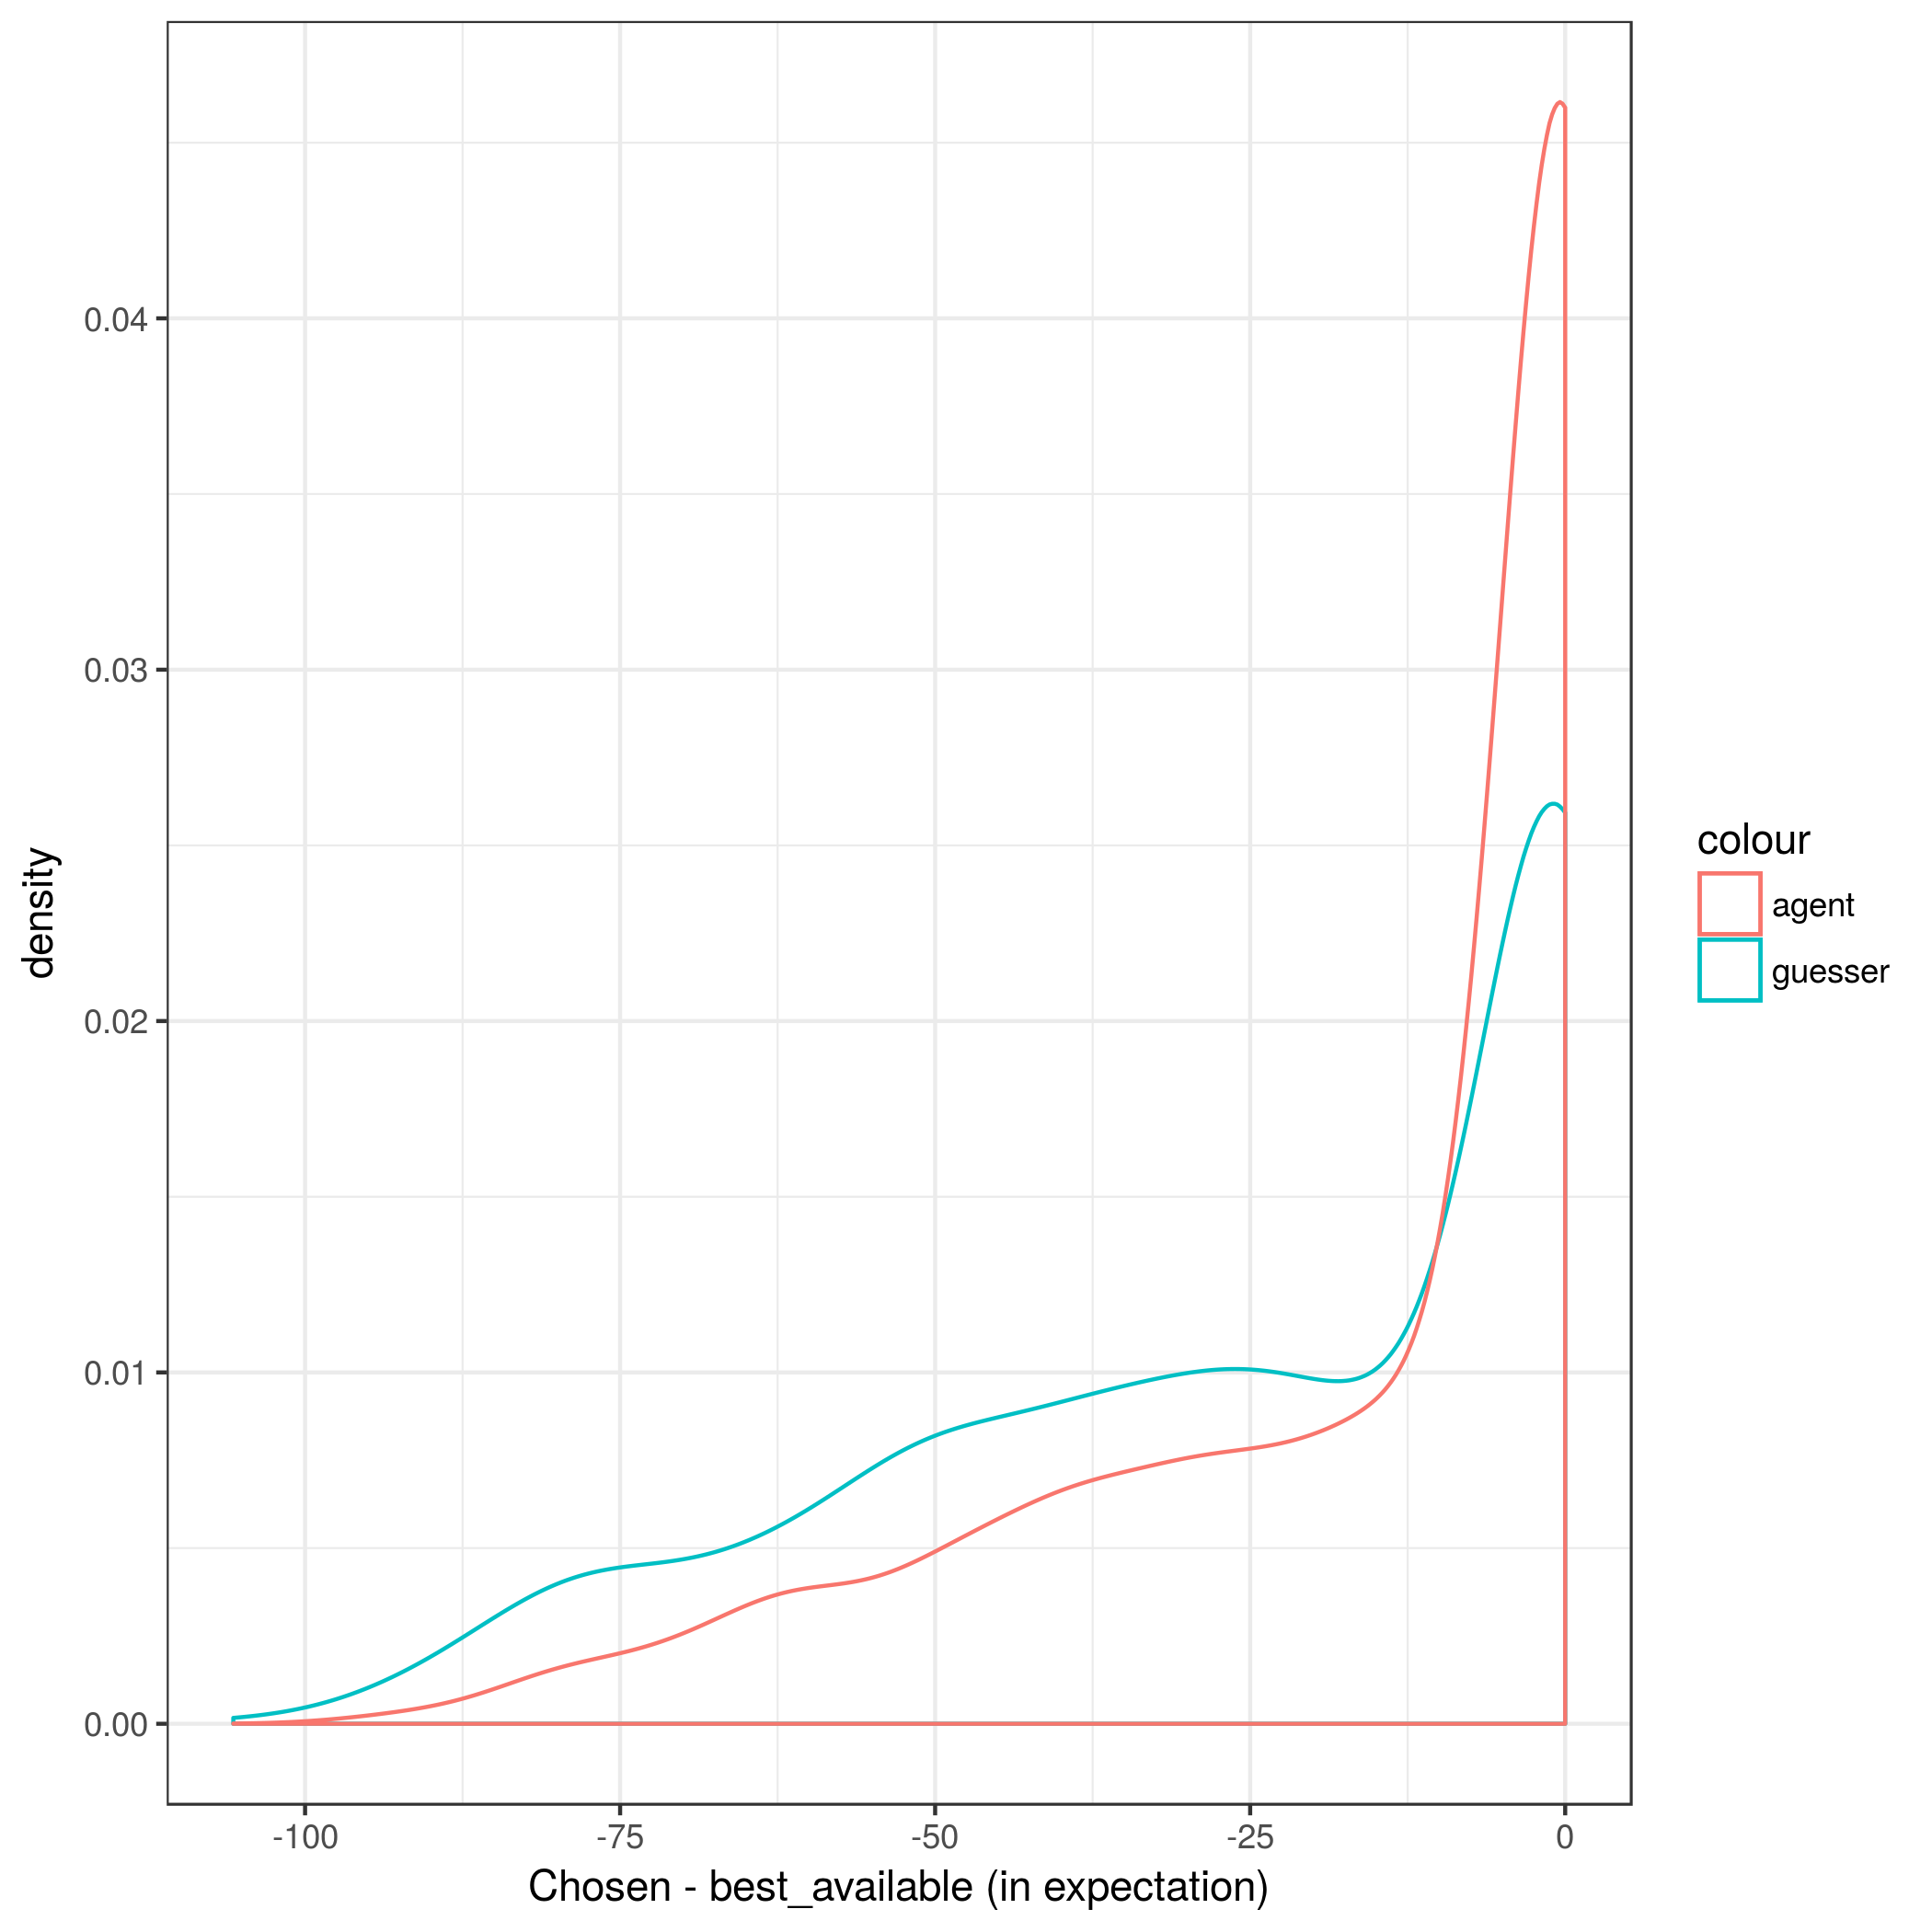 0.04
0.03
0.02
0.01
0.00
density
-100 -75 -50 -25 0
Chosen - best_available (in expectation)
colour
agent
guesser